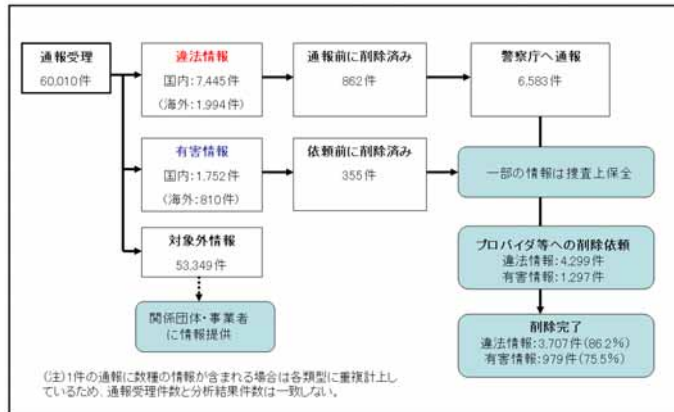 通報受理
60,010件
違法情報
国内:7,445件
(海外:1,994件)
通報前に削除済み
862件
警察庁へ通報
6,583件
有害情報
国内:1,752件
(海外:810件)
依頼前に削除済み
355件
一部の情報は捜査上保全
対象外情報
53,349件
プロバイダ等への削除依頼
違法情報:4,299件
有害情報:1,297件
関係団体・事業者
に情報提供
削除完了
違法情報:3,707件(86.2%)
有害情報:979件(75.5%)
(注)1件の通報に数種の情報が含まれる場合は各類型に重複計上し
ているため、通報受理件数と分析結果件数は一致しない。